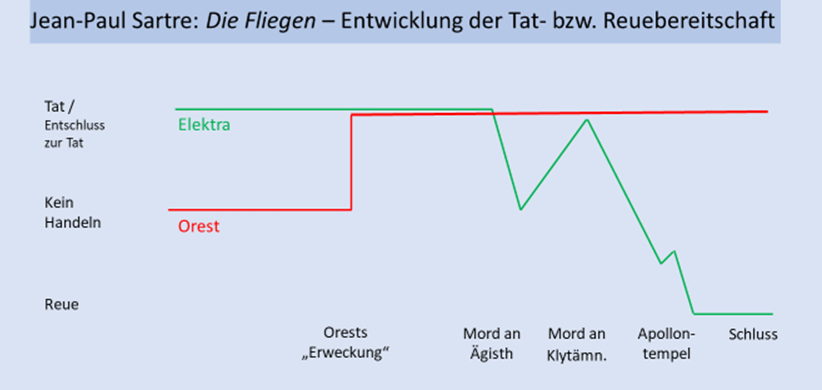 Jean-Paul Sartre: Die Fliegen – Entwicklung der Tat- bzw. Reuebereitschaft
Tat /
Entschluss
zur Tat
Elektra
Kein
Handeln
Orest
Reue
Orests
„Erweckung“
Mord an
Ägisth
Mord an
Klytämn.
Apollon-
tempel
Schluss